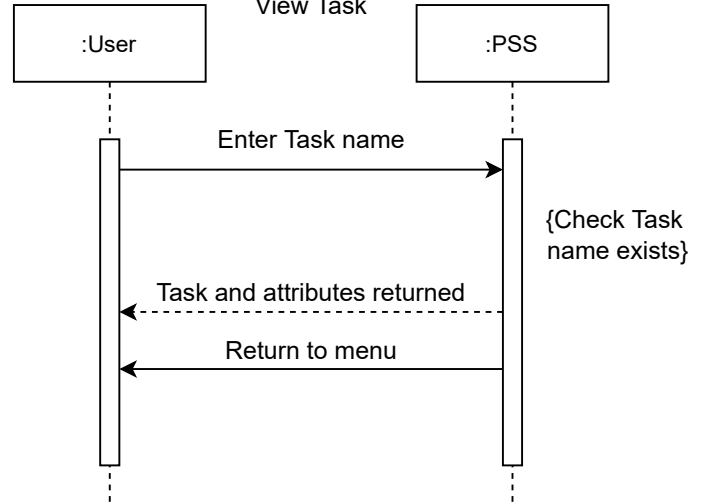 View Task
:User
:PSS
Enter Task name
{Check Task
name exists}
Task and attributes returned
Return to menu